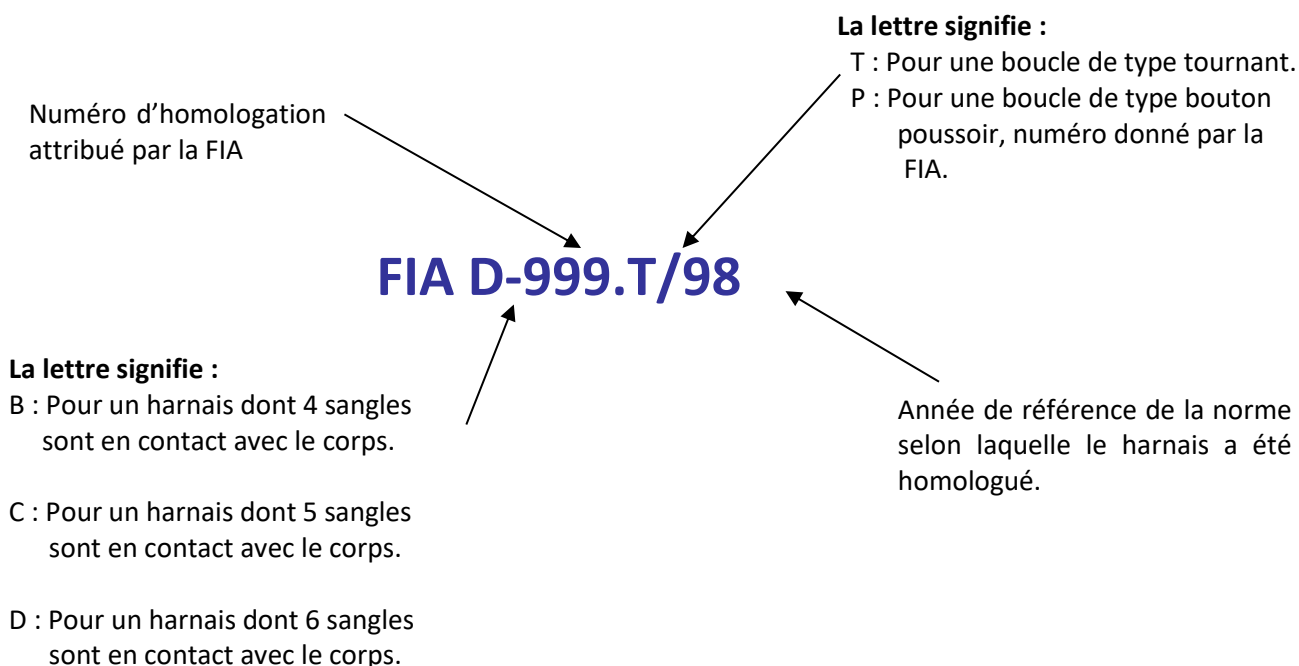 La lettre signifie :
T : Pour une boucle de type tournant.
P : Pour une boucle de type bouton
poussoir, numéro donné par la
FIA.
Numéro d’homologation
attribué par la FIA
FIA D-999.T/98
La lettre signifie :
B : Pour un harnais dont 4 sangles
sont en contact avec le corps.
C : Pour un harnais dont 5 sangles
sont en contact avec le corps.
D : Pour un harnais dont 6 sangles
sont en contact avec le corps.
Année de référence de la norme
selon laquelle le harnais a été
homologué.